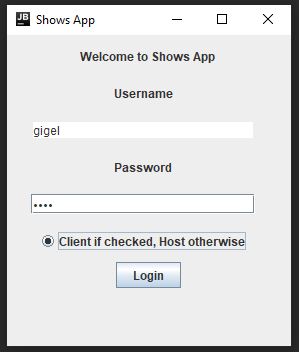 JB Shows App
Welcome to Shows App
Username
gigel
Password
••••
Client if checked, Host otherwise
Login